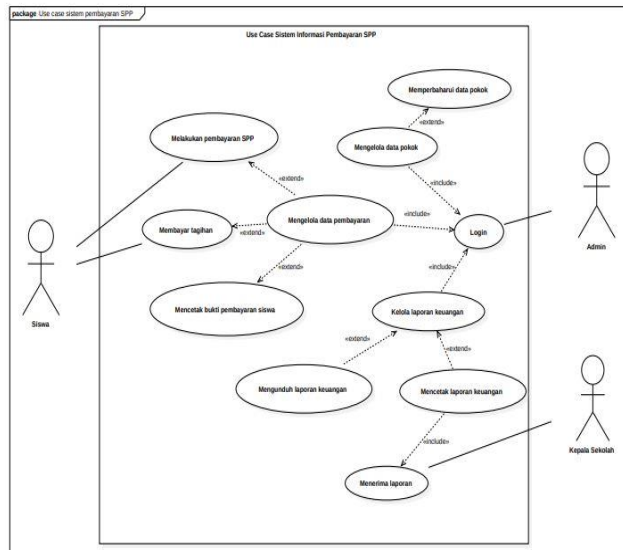 package Use case sistem pembayaran SPP
Use Case Sistem Informasi Pembayaran SPP
Memperbaharui data pokok
«extend»
Melakukan pembayaran SPP
Mengelola data pokok
«extend»
«include»
Mengelola data pembayaran
«include»
Membayar tagihan
«extend»
Login
Admin
«extend»
«include»
Mencetak bukti pembayaran siswa
Kelola laporan keuangan
Siswa
«extend»
«extend»
Mengunduh laporan keuangan
Mencetak laporan keuangan
«include»
Kepala Sekolah
Menerima laporan